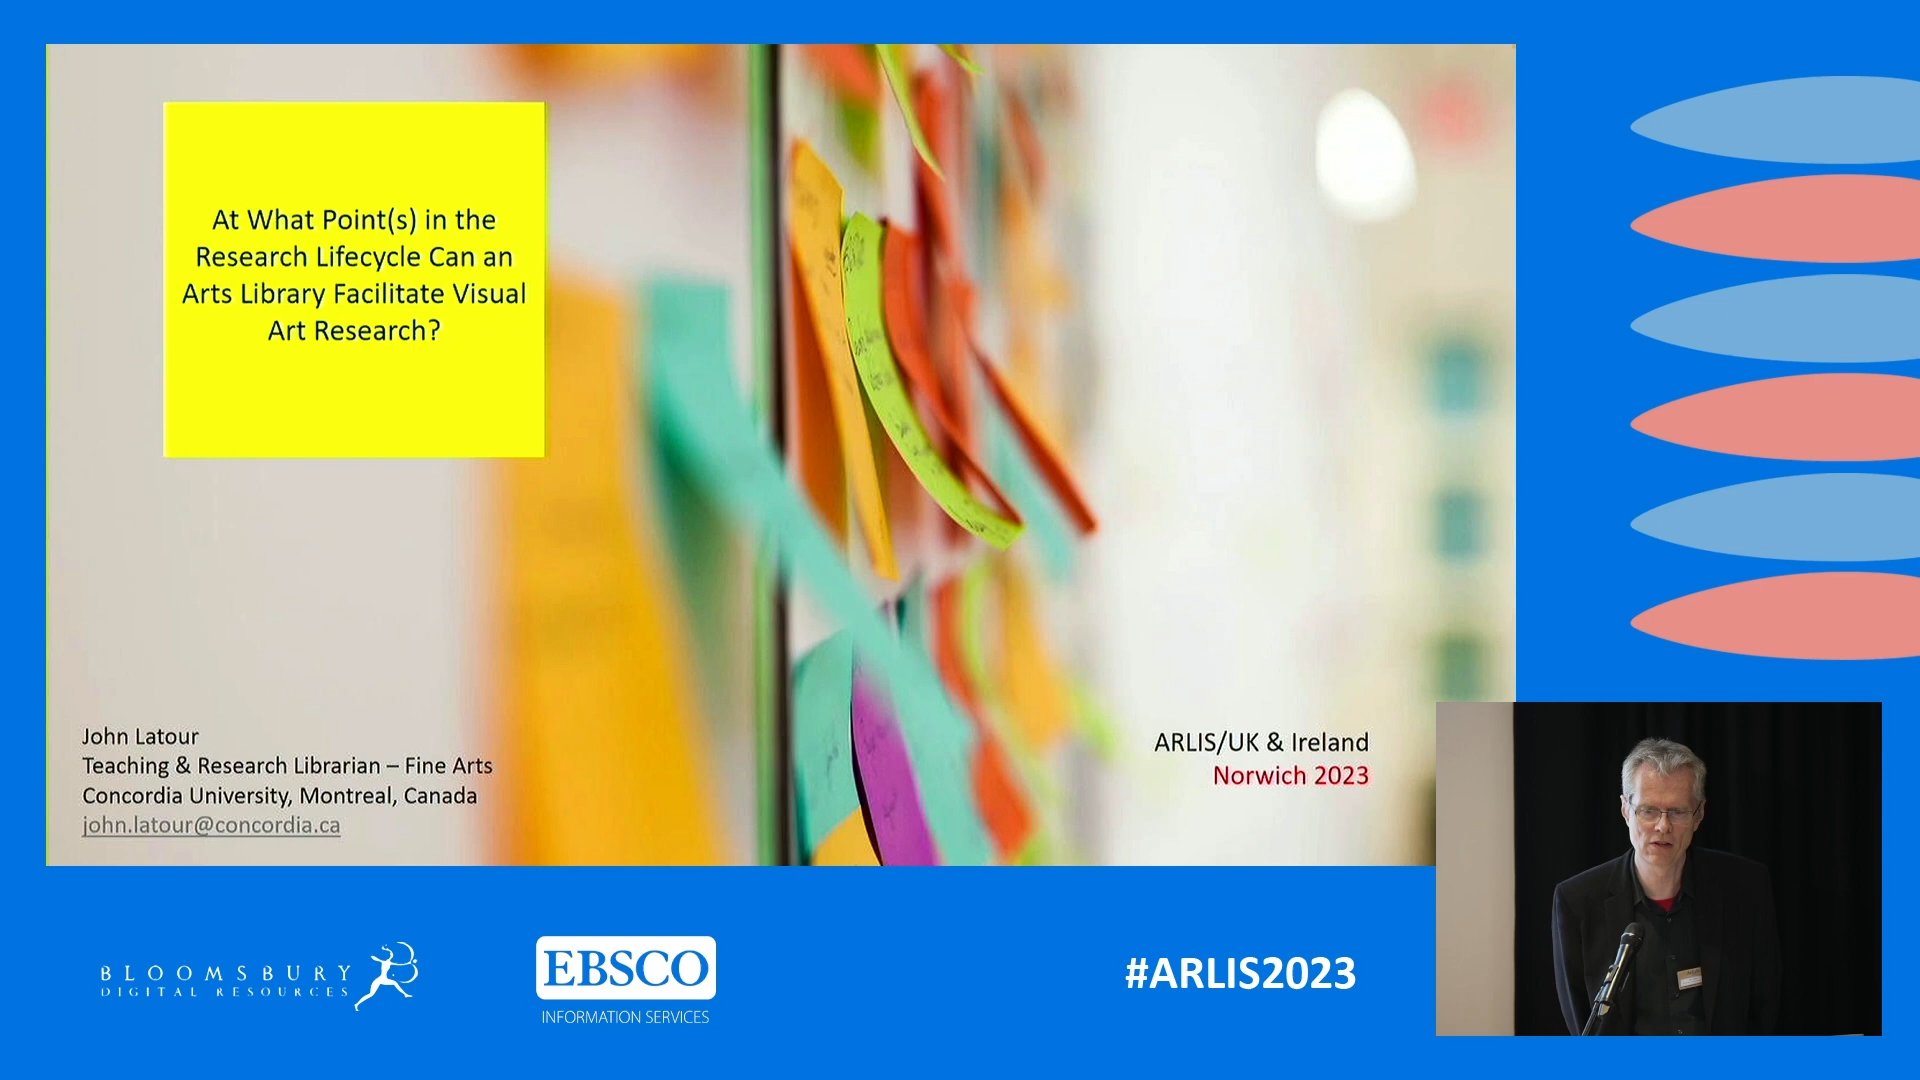 At What Point(s) in the
Research Lifecycle Can an
Arts Library Facilitate Visual
Art Research?
John Latour
Teaching & Research Librarian – Fine Arts
Concordia University, Montreal, Canada
john.latour@concordia.ca
ARLIS/UK & Ireland
Norwich 2023
BLOOMSBURY
DIGITAL RESOURCES
EBSCO
INFORMATION SERVICES
#ARLIS2023